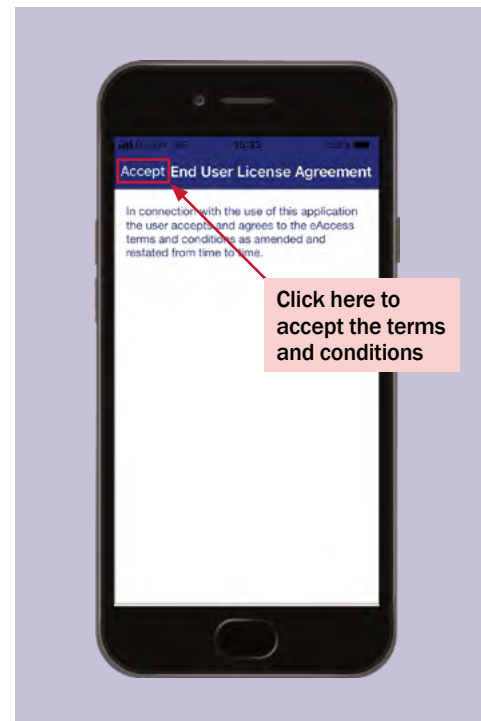 Accept End User License Agreement
In connection with the use of this application
the user accepts and agrees to the eAccess
terms and conditions as amended and
restated from time to time.
Click here to
accept the terms
and conditions